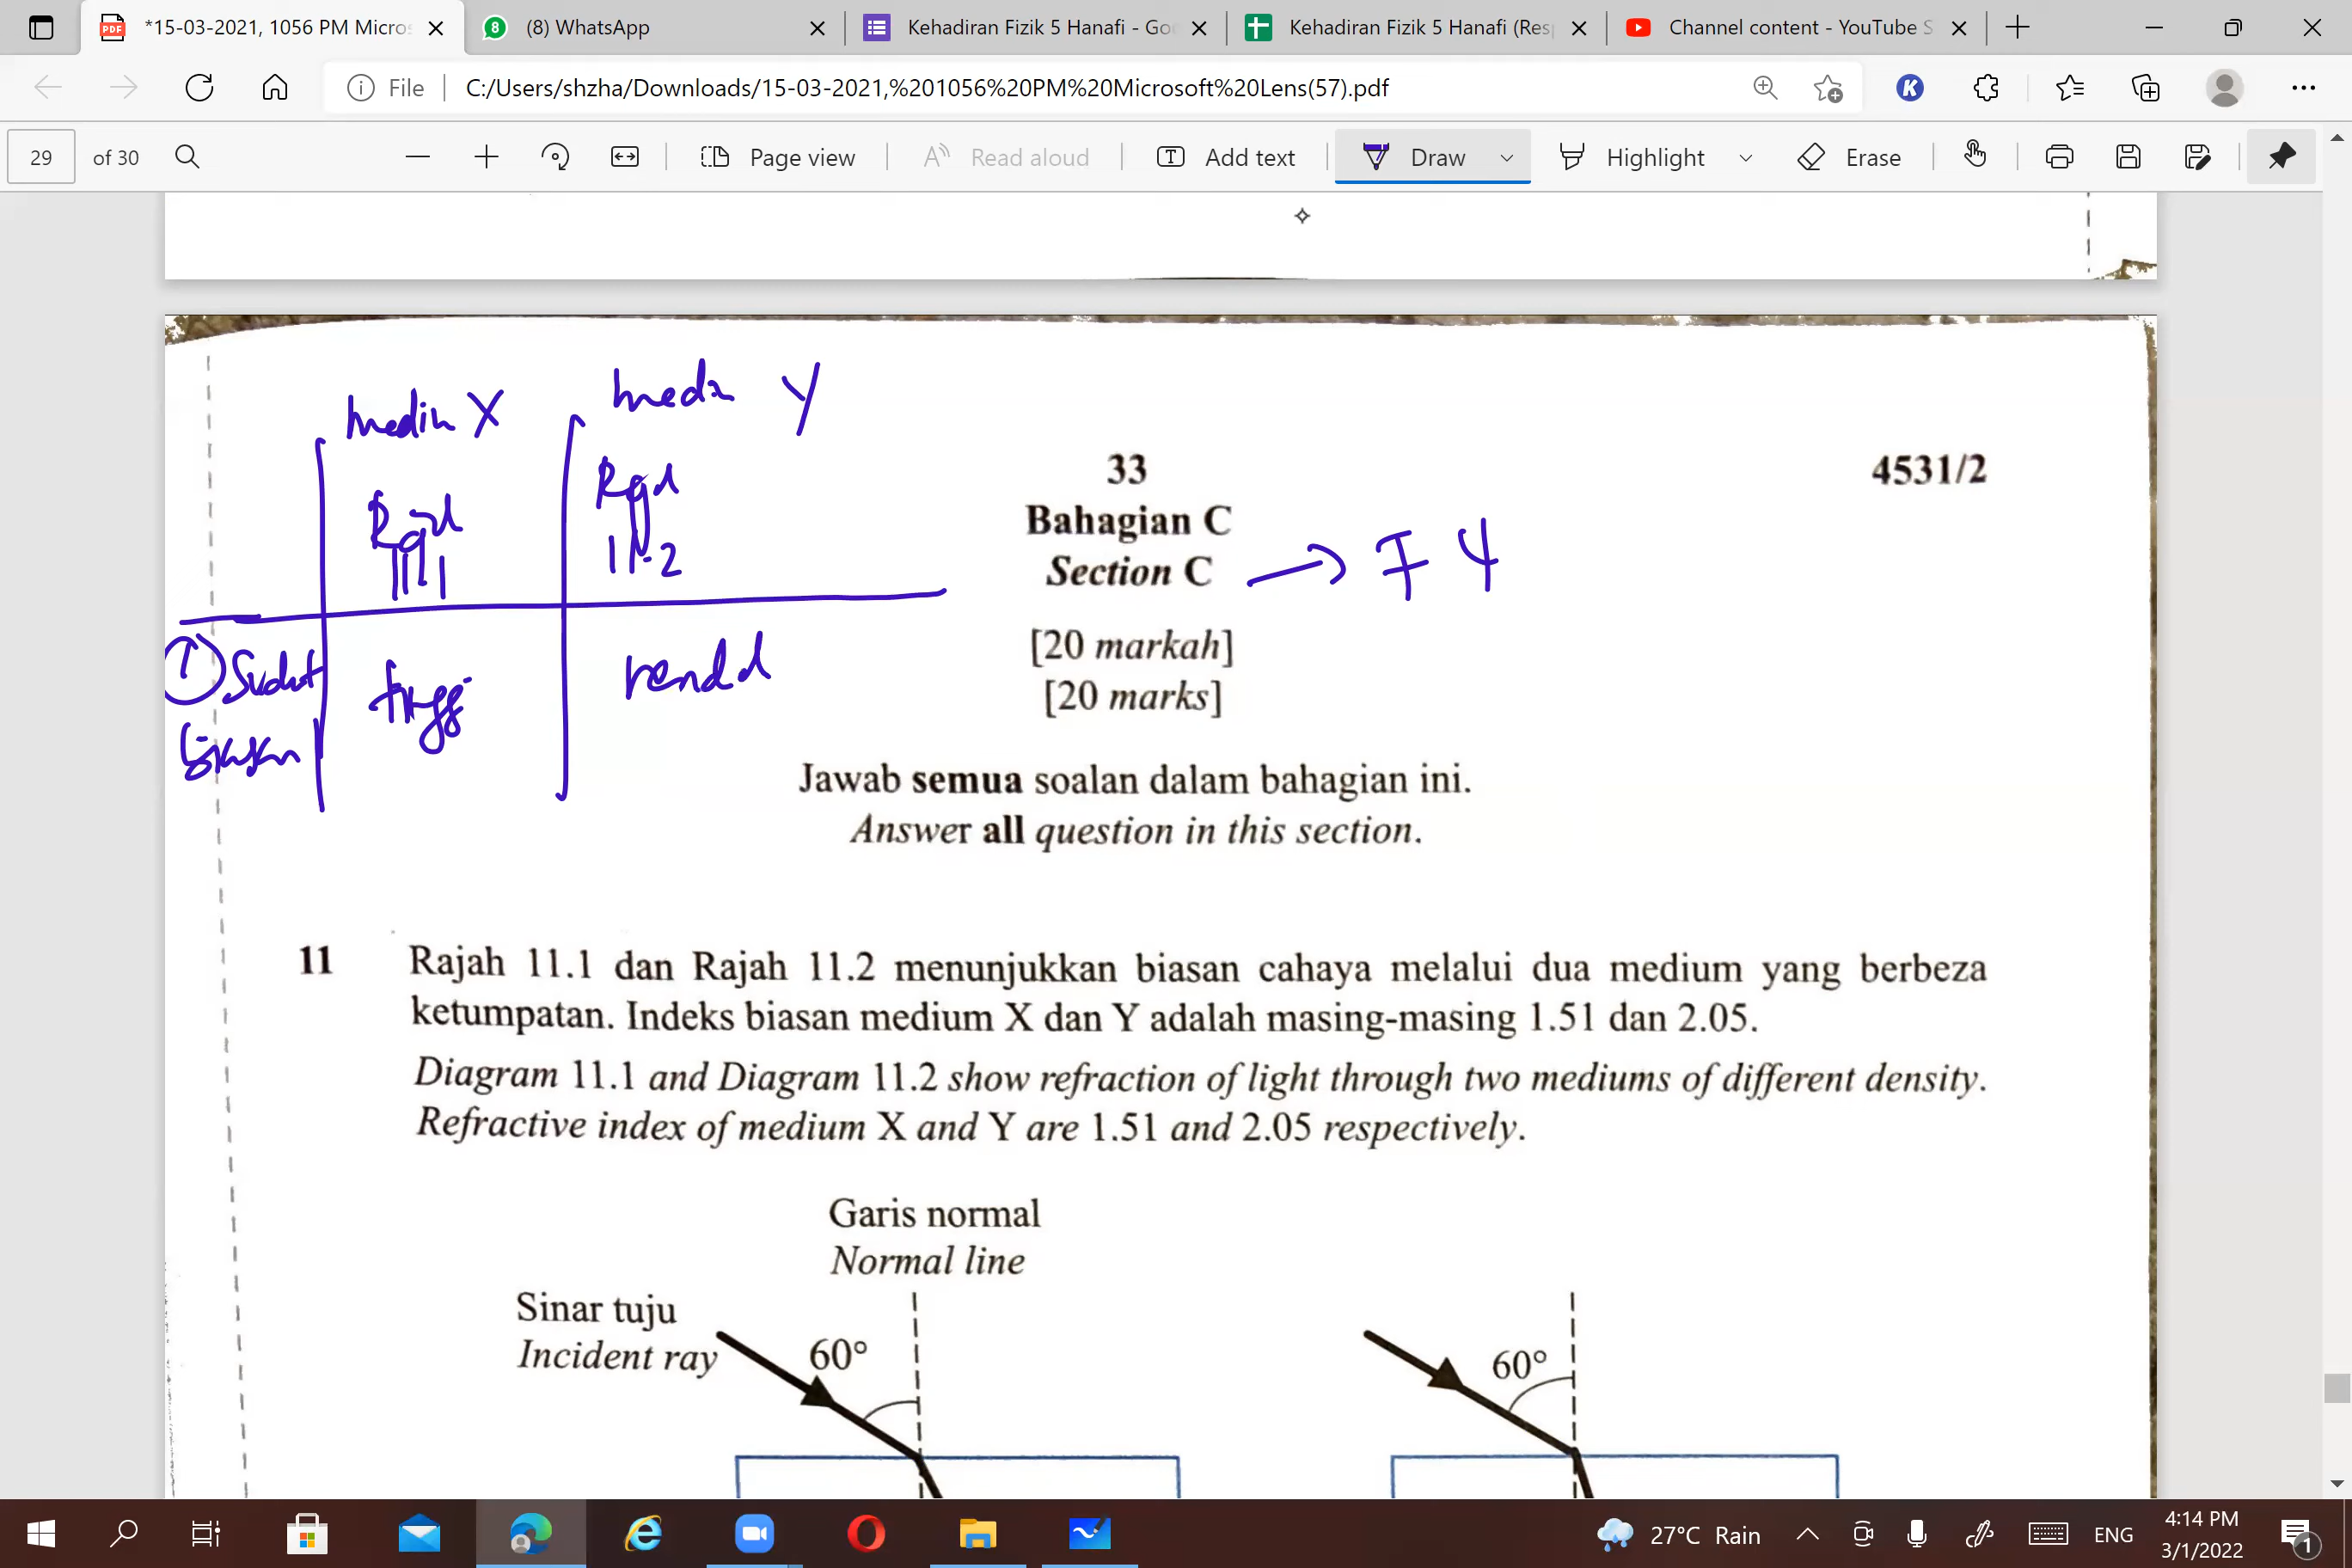 *15-03-2021, 1056 PM Micros
(8) WhatsApp
Kehadiran Fizik 5 Hanafi - Goo
Kehadiran Fizik 5 Hanafi (Resp
Channel content - YouTube S
File
C:/Users/shzha/Downloads/15-03-2021,%201056%20PM%20Microsoft%20Lens(57).pdf
29 of 30
Page view
Read aloud
Add text
Draw
Highlight
Erase
medium X
Y
Rajah 11.1
Rajah 11.2
① Sudut biasan
tinggi
33
4531/2
Bahagian C
Section C → F 4
[20 markah]
[20 marks]
Jawab semua soalan dalam bahagian ini.
Answer all question in this section.
11 Rajah 11.1 dan Rajah 11.2 menunjukkan biasan cahaya melalui dua medium yang berbeza
ketumpatan. Indeks biasan medium X dan Y adalah masing-masing 1.51 dan 2.05.
Diagram 11.1 and Diagram 11.2 show refraction of light through two mediums of different density.
Refractive index of medium X and Y are 1.51 and 2.05 respectively.
Garis normal
Normal line
Sinar tuju
Incident ray
60°
60°
27°C Rain
ENG
4:14 PM
3/1/2022
1